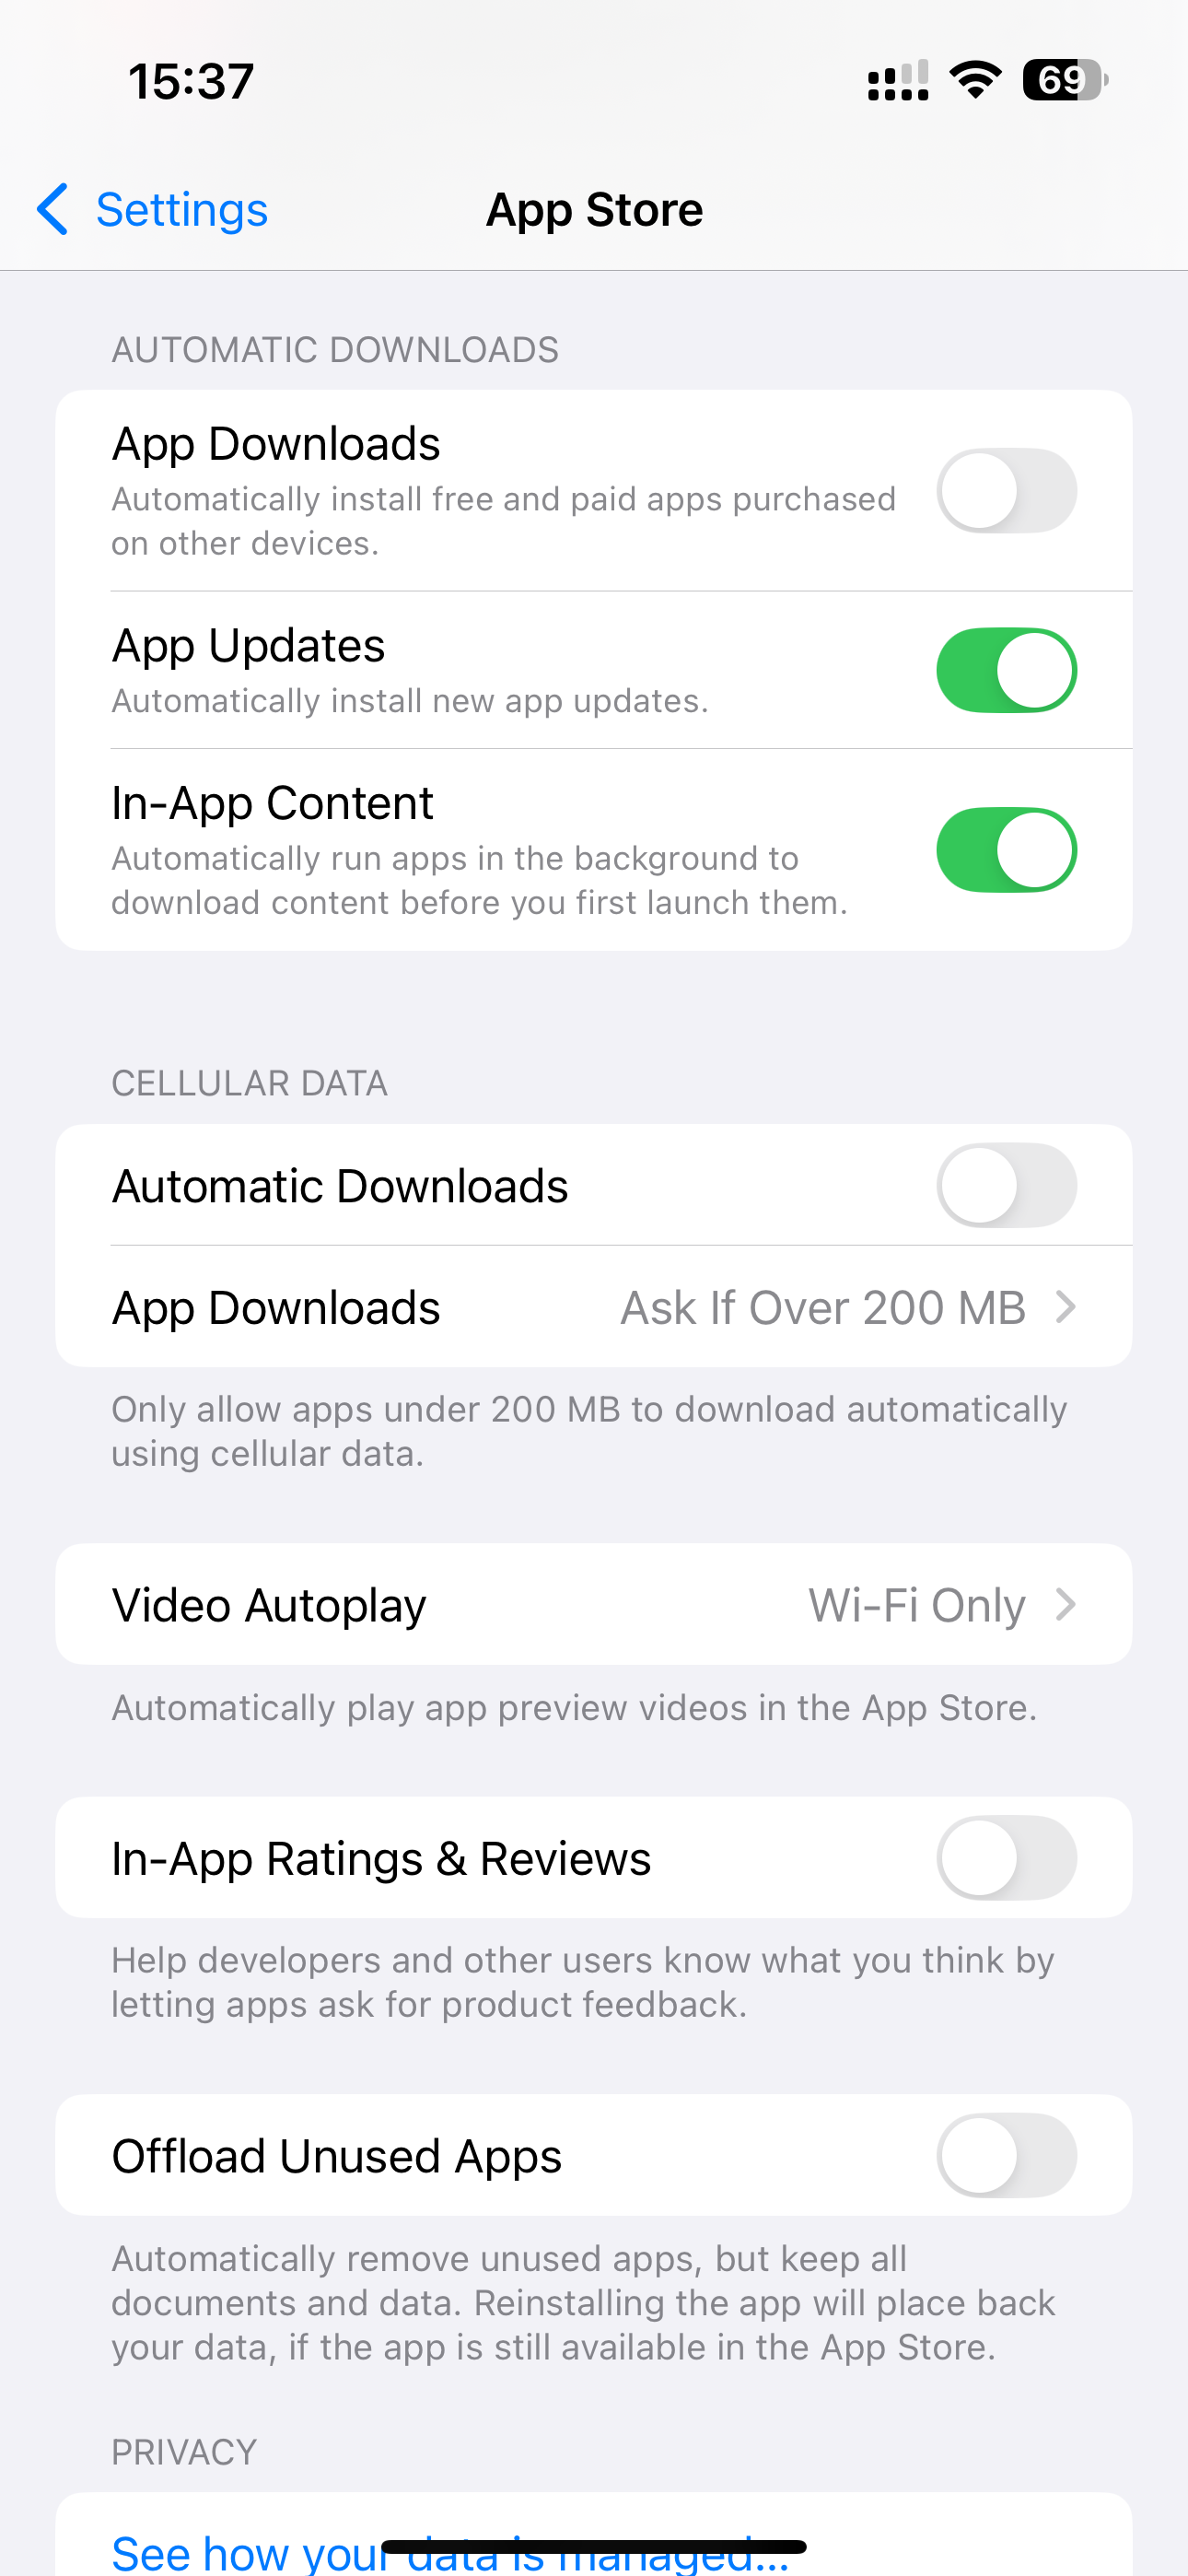 15:37
69
Settings
App Store
AUTOMATIC DOWNLOADS
App Downloads
Automatically install free and paid apps purchased
on other devices.
App Updates
Automatically install new app updates.
In-App Content
Automatically run apps in the background to
download content before you first launch them.
CELLULAR DATA
Automatic Downloads
App Downloads
Ask If Over 200 MB
Only allow apps under 200 MB to download automatically
using cellular data.
Video Autoplay
Wi-Fi Only
Automatically play app preview videos in the App Store.
In-App Ratings & Reviews
Help developers and other users know what you think by
letting apps ask for product feedback.
Offload Unused Apps
Automatically remove unused apps, but keep all
documents and data. Reinstalling the app will place back
your data, if the app is still available in the App Store.
PRIVACY
See how your data is managed...